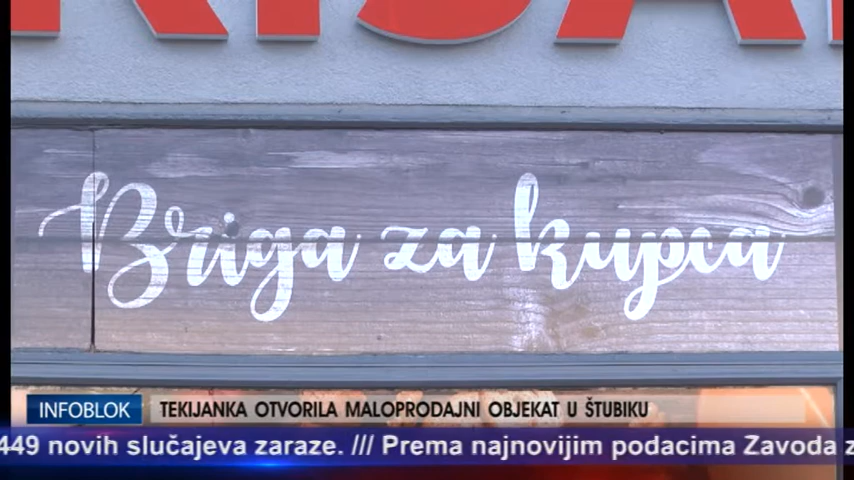 Briga za kupca
INFOBLOK TEKIJANKA OTVORILA MALOPRODAJNI OBJEKAT U ŠTUBIKU
449 novih slučajeva zaraze. /// Prema najnovijim podacima Zavoda z